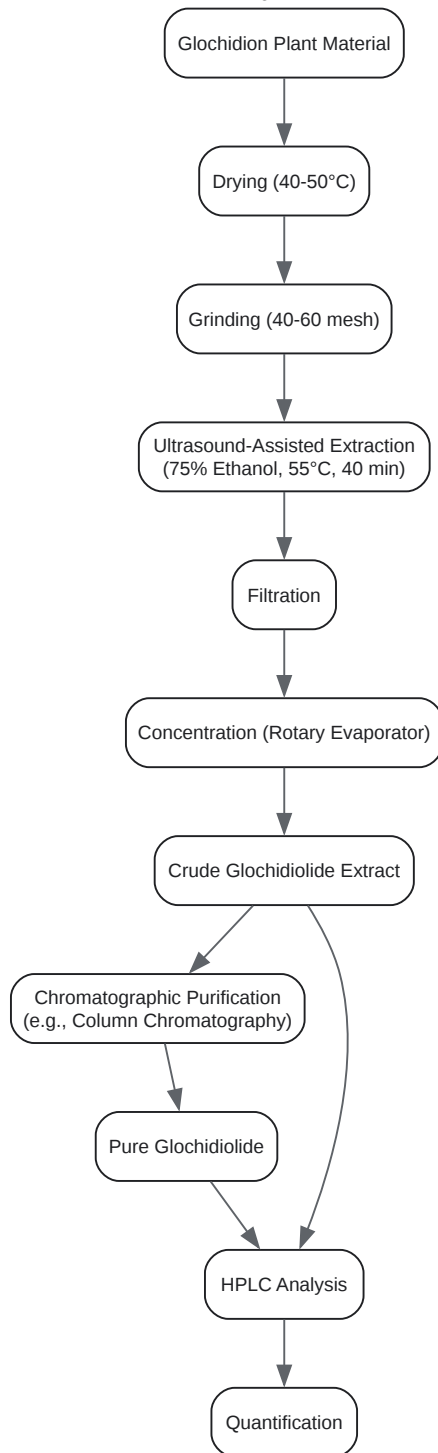 Glochidion Plant Material
Drying (40-50°C)
Grinding (40-60 mesh)
Ultrasound-Assisted Extraction
(75% Ethanol, 55°C, 40 min)
Filtration
Concentration (Rotary Evaporator)
Crude Glochidiolide Extract
Chromatographic Purification
(e.g., Column Chromatography)
Pure Glochidiolide
HPLC Analysis
Quantification